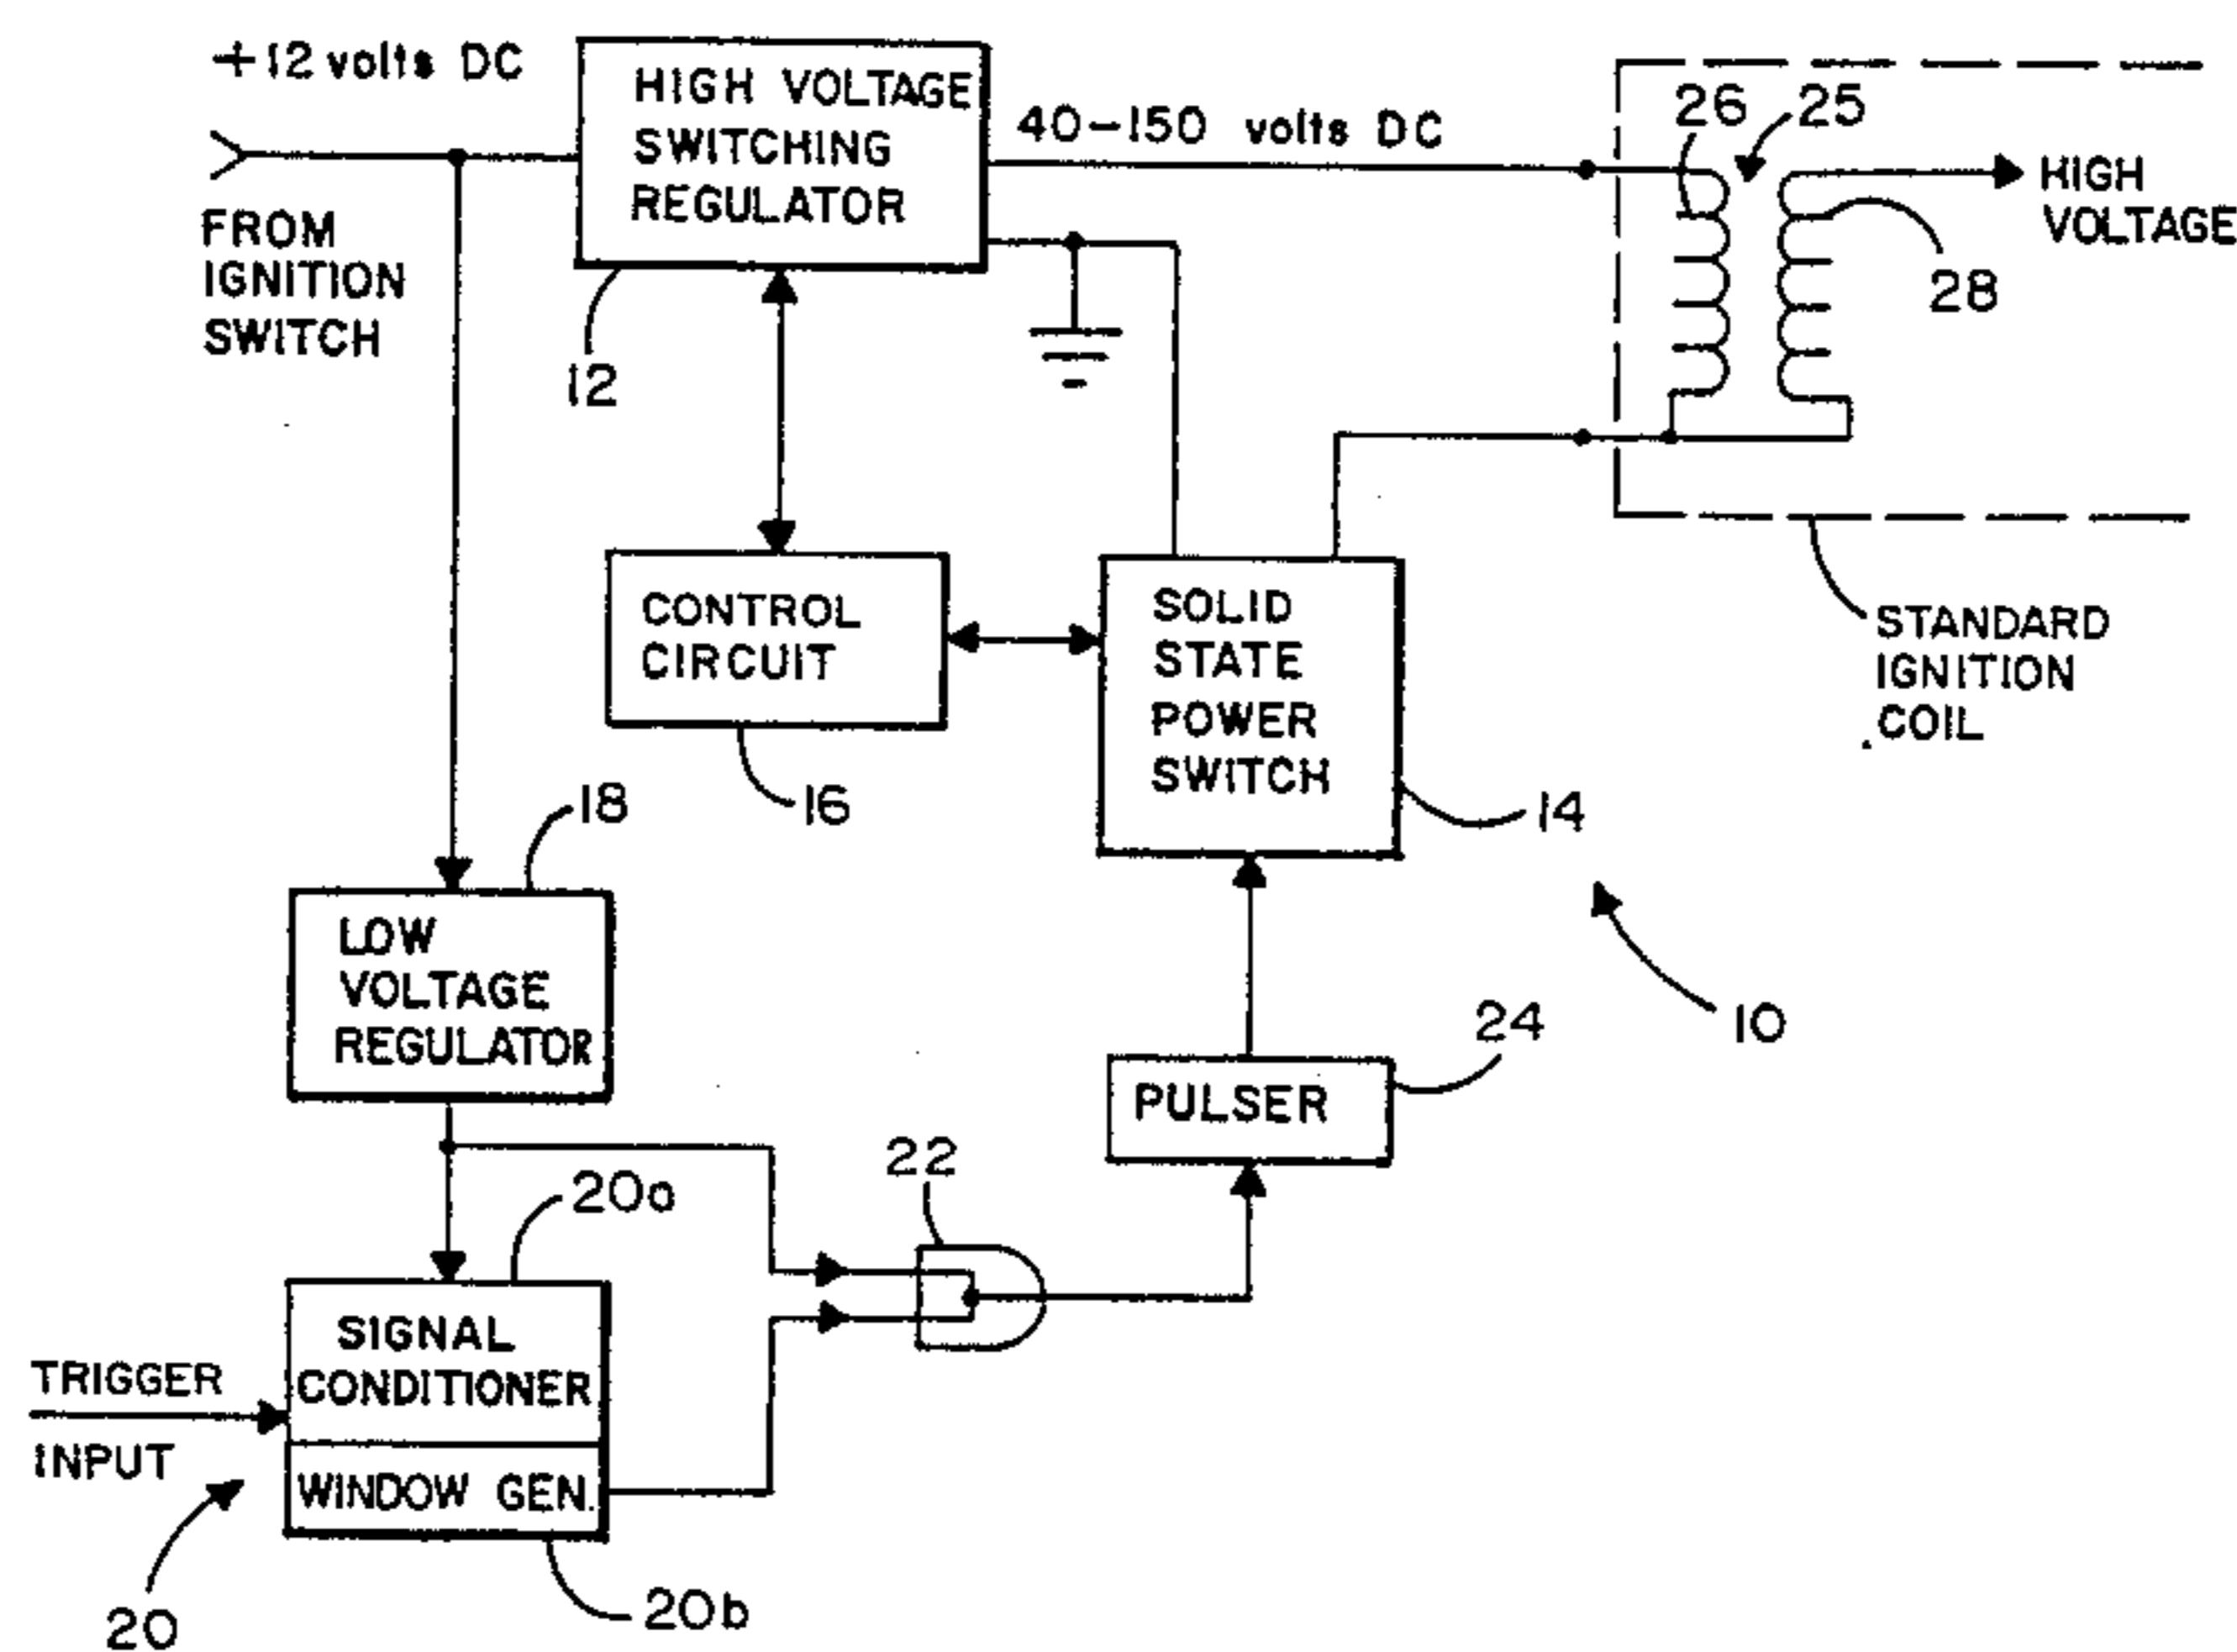 +12 volts DC
FROM
IGNITION
SWITCH
HIGH VOLTAGE
SWITCHING
REGULATOR
12
40-150 volts DC
26
25
HIGH
VOLTAGE
28
STANDARD
IGNITION
COIL
CONTROL
CIRCUIT
16
SOLID
STATE
POWER
SWITCH
14
10
18
LOW
VOLTAGE
REGULATOR
24
PULSER
22
20a
SIGNAL
CONDITIONER
TRIGGER
INPUT
WINDOW GEN.
20
20b